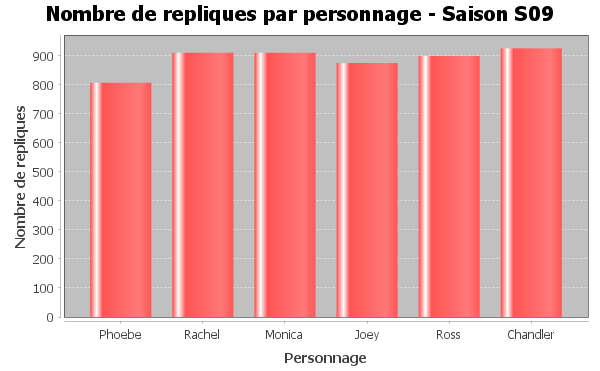 Nombre de repliques par personnage - Saison S09
Nombre de repliques
900
800
700
600
500
400
300
200
100
0
Phoebe Rachel Monica Joey Ross Chandler
Personnage